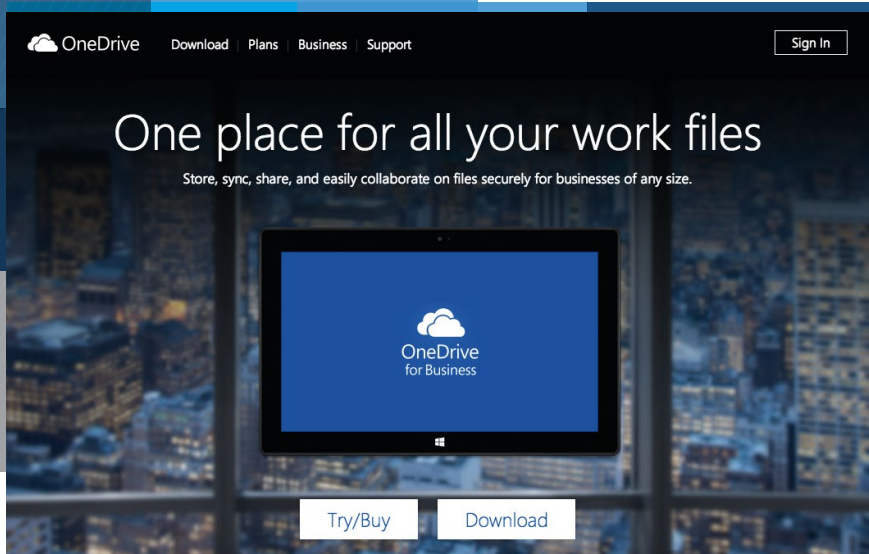 OneDrive
Download | Plans | Business | Support
Sign In
One place for all your work files
Store, sync, share, and easily collaborate on files securely for businesses of any size.
OneDrive
for Business
Try/Buy
Download